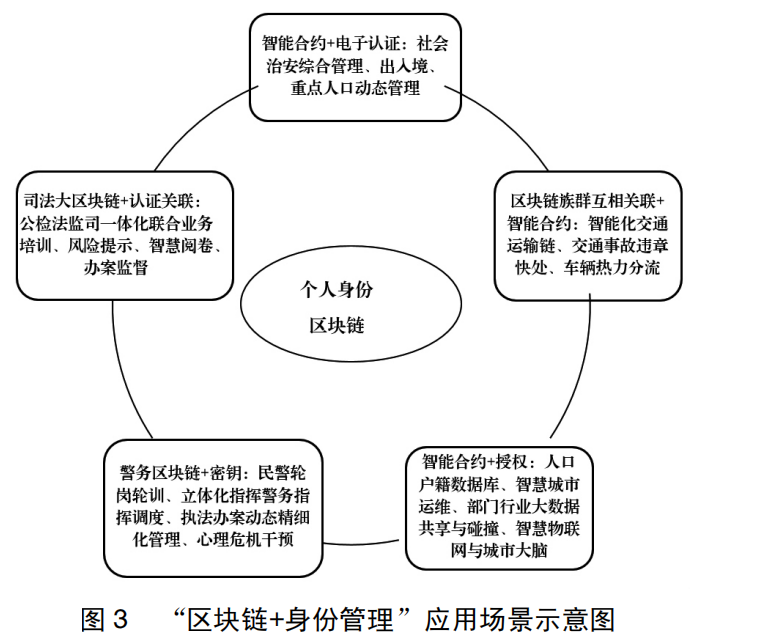 智能合约+电子认证：社会
治安综合管理、出入境、
重点人口动态管理
司法大区块链+认证关联：
公检法监司一体化联合业务
培训、风险提示、智慧阅卷、
办案监督
区块链族群互相关联+
智能合约：智能化交通
运输链、交通事故违章
快处、车辆热力分流
个人身份
区块链
警务区块链+密钥：民警轮
岗轮训、立体化指挥警务指
挥调度、执法办案动态精细
化管理、心理危机干预
智能合约+授权：人口
户籍数据库、智慧城市
运维、部门行业大数据
共享与碰撞、智慧物联
网与城市大脑
图 3 “区块链+身份管理”应用场景示意图